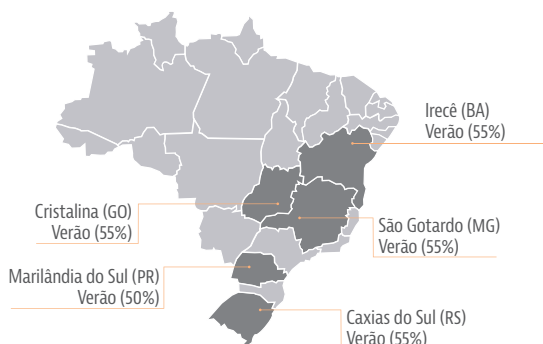 Irecê (BA)
Verão (55%)
Cristalina (GO)
Verão (55%)
São Gotardo (MG)
Verão (55%)
Marilândia do Sul (PR)
Verão (50%)
Caxias do Sul (RS)
Verão (55%)